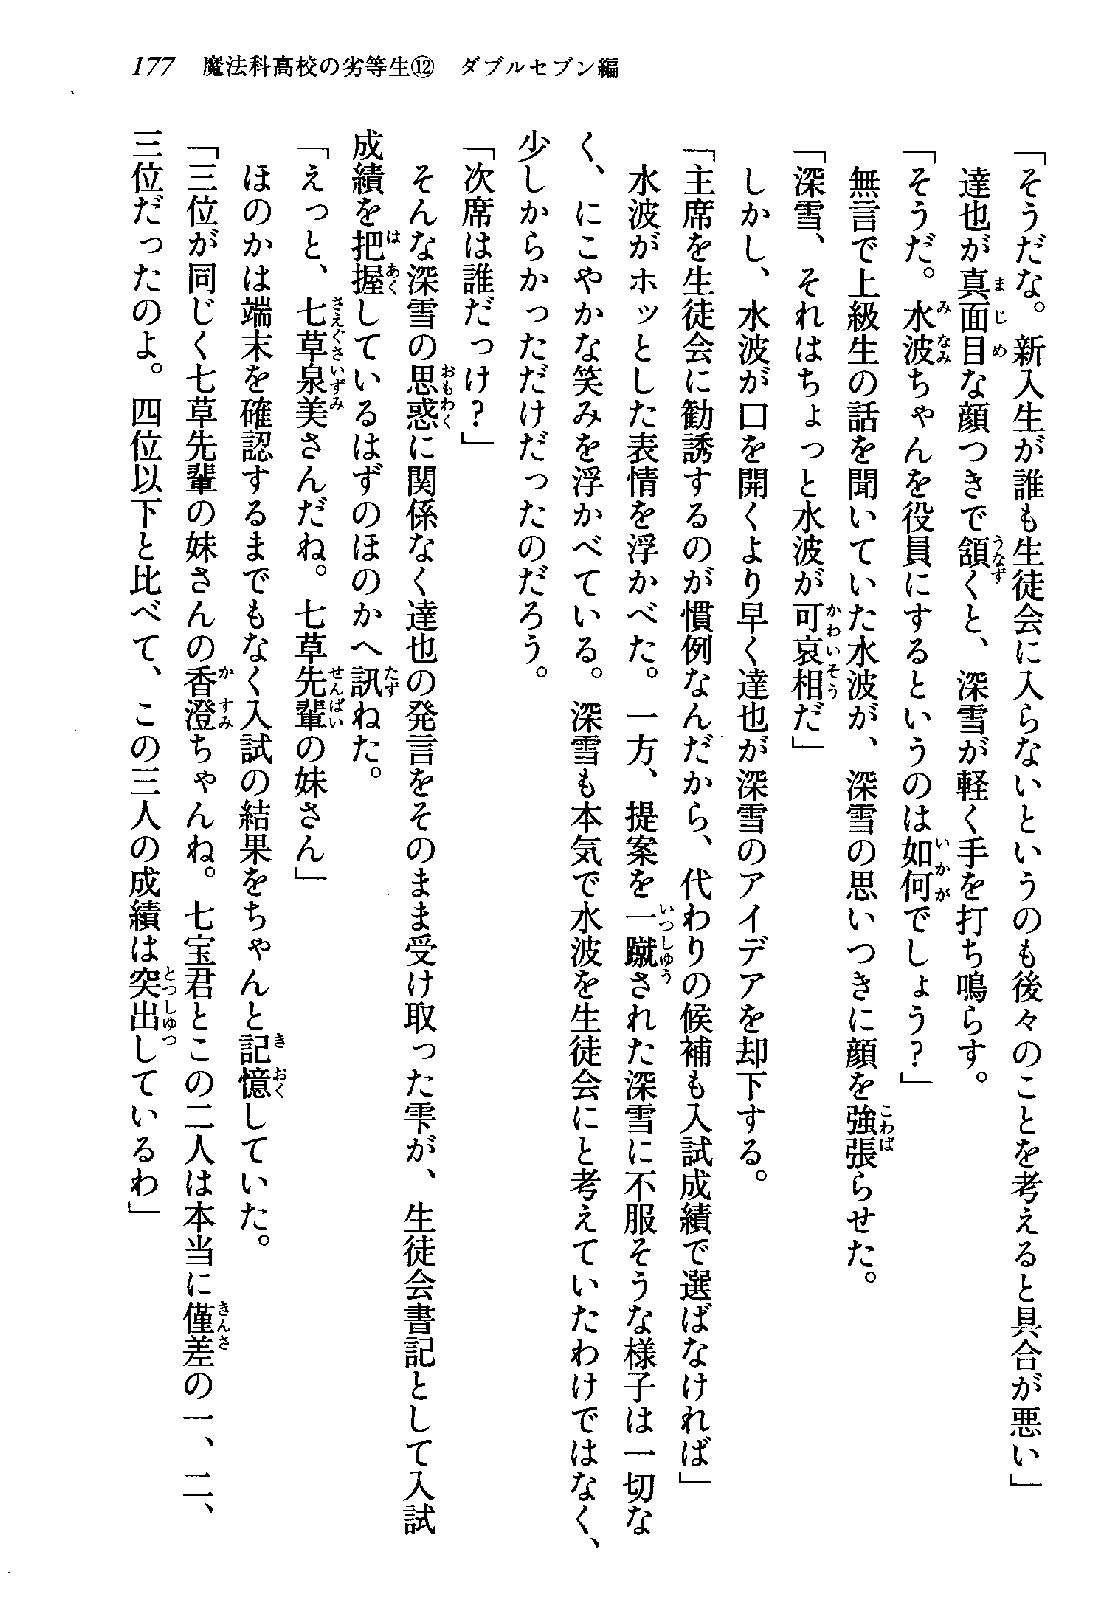 177　魔法科高校の劣等生⑫　ダブルセブン編
「そうだな。新入生が誰も生徒会に入らないというのも後々のことを考えると具合が悪い」
　達也が真面目な顔つきで頷くと、深雪が軽く手を打ち鳴らす。
「そうだ。水波ちゃんを役員にするというのは如何でしょう？」
　無言で上級生の話を聞いていた水波が、深雪の思いつきに顔を強張らせた。
「深雪、それはちょっと水波が可哀相だ」
　しかし、水波が口を開くより早く達也が深雪のアイデアを却下する。
「主席を生徒会に勧誘するのが慣例なんだから、代わりの候補も入試成績で選ばなければ」
　水波がホッとした表情を浮かべた。一方、提案を一蹴された深雪に不服そうな様子は一切な
く、にこやかな笑みを浮かべている。深雪も本気で水波を生徒会にと考えていたわけではなく、
少しからかっただけだったのだろう。
「次席は誰だっけ？」
　そんな深雪の思惑に関係なく達也の発言をそのまま受け取った雫が、生徒会書記として入試
成績を把握しているはずのほのかへ訊ねた。
「えっと、七草泉美さんだね。七草先輩の妹さん」
　ほのかは端末を確認するまでもなく入試の結果をちゃんと記憶していた。
「三位が同じく七草先輩の妹さんの香澄ちゃんね。七宝君とこの二人は本当に僅差の一、二、
三位だったのよ。四位以下と比べて、この三人の成績は突出しているわ」